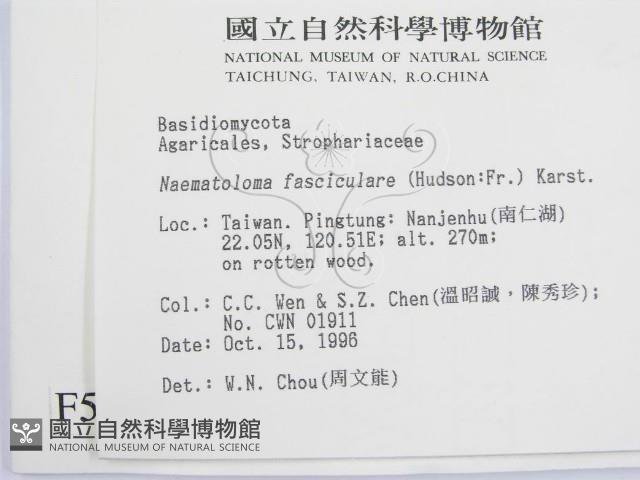 國立自然科學博物館
NATIONAL MUSEUM OF NATURAL SCIENCE
TAICHUNG, TAIWAN, R.O.CHINA
Basidiomycota
Agaricales, Strophariaceae
Naematoloma fasciculare (Hudson:Fr.) Karst.
Loc.: Taiwan. Pingtung: Nanjenhu(南仁湖)
22.05N, 120.51E; alt. 270m;
on rotten wood.
Col.: C.C. Wen & S.Z. Chen(溫昭誠，陳秀珍);
No. CWN 01911
Date: Oct. 15, 1996
Det.: W.N. Chou(周文能)
F5
國立自然科學博物館
NATIONAL MUSEUM OF NATURAL SCIENCE